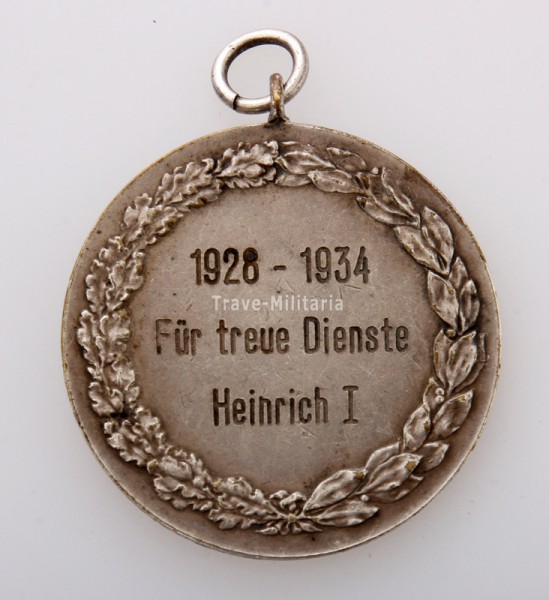 1928 - 1934
Trave-Militaria
Für treue Dienste
Heinrich I